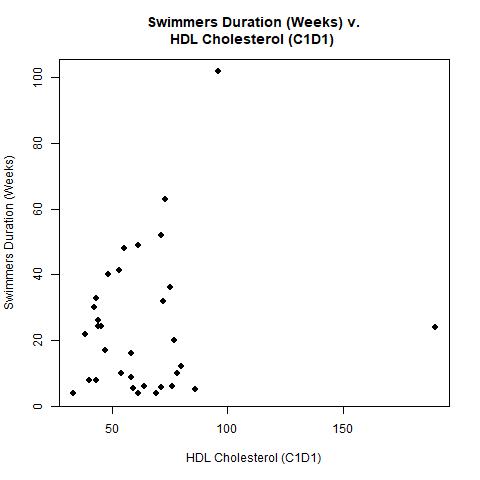 Swimmers Duration (Weeks) v.
HDL Cholesterol (C1D1)
Swimmers Duration (Weeks)
100
80
60
40
20
0
50
100
150
HDL Cholesterol (C1D1)